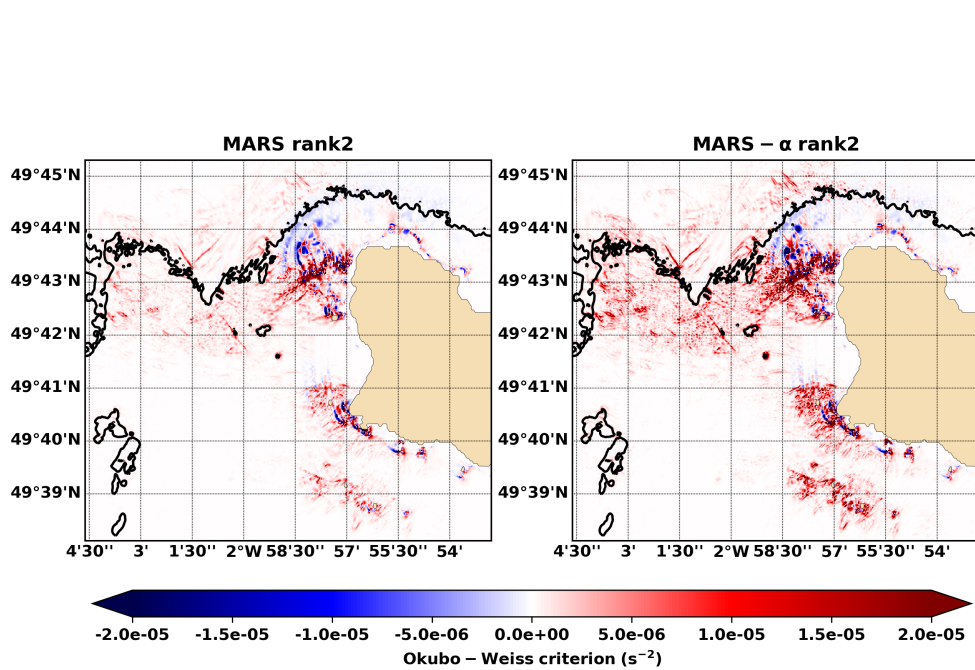 MARS rank2
MARS − α rank2
49°45'N
49°44'N
49°43'N
49°42'N
49°41'N
49°40'N
49°39'N
4'30'' 3' 1'30'' 2°W 58'30'' 57' 55'30'' 54'
49°45'N
49°44'N
49°43'N
49°42'N
49°41'N
49°40'N
49°39'N
4'30'' 3' 1'30'' 2°W 58'30'' 57' 55'30'' 54'
-2.0e-05 -1.5e-05 -1.0e-05 -5.0e-06 0.0e+00 5.0e-06 1.0e-05 1.5e-05 2.0e-05
Okubo − Weiss criterion (s⁻²)